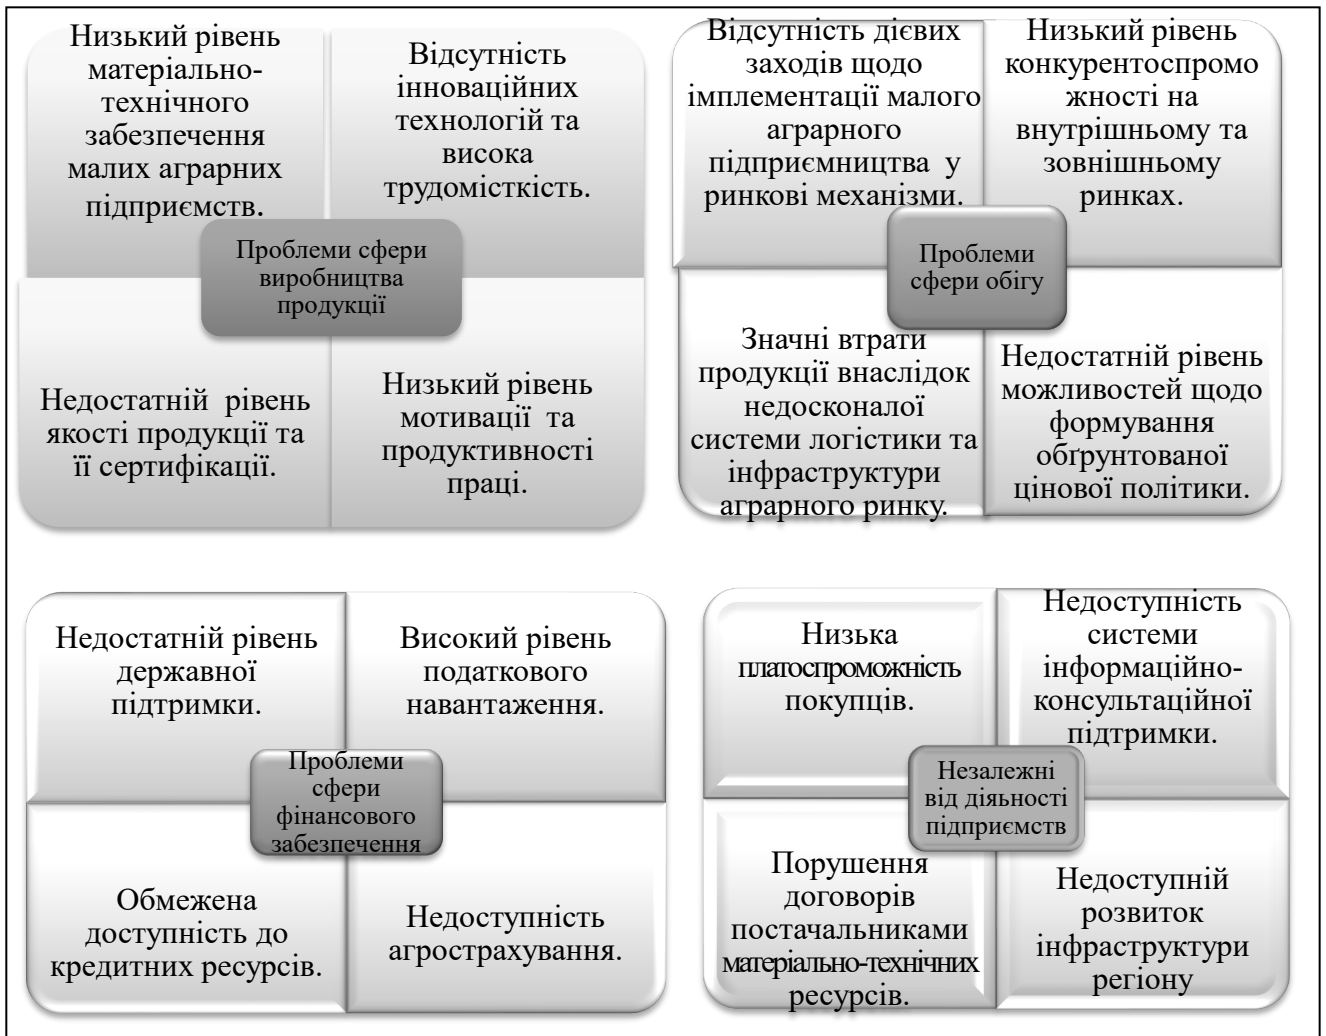 Низький рівень
матеріально-
технічного
забезпечення
малих аграрних
підприємств.
Відсутність
інноваційних
технологій та
висока
трудомісткість.
Проблеми сфери
виробництва
продукції
Недостатній рівень
якості продукції та
її сертифікації.
Низький рівень
мотивації та
продуктивності
праці.
Відсутність дієвих
заходів щодо
імплементації малого
аграрного
підприємництва у
ринкові механізми.
Низький рівень
конкурентоспромо
жності на
внутрішньому та
зовнішньому
ринках.
Проблеми
сфери обігу
Значні втрати
продукції внаслідок
недосконалої
системи логістики та
інфраструктури
аграрного ринку.
Недостатній рівень
можливостей щодо
формування
обґрунтованої
цінової політики.
Недостатній рівень
державної
підтримки.
Високий рівень
податкового
навантаження.
Проблеми
сфери
фінансового
забезпечення
Обмежена
доступність до
кредитних ресурсів.
Недоступність
агрострахування.
Низька
платоспроможність
покупців.
Недоступність
системи
інформаційно-
консультаційної
підтримки.
Незалежні
від діяьності
підприємств
Порушення
договорів
постачальниками
матеріально-технічних
ресурсів.
Недоступній
розвиток
інфраструктури
регіону